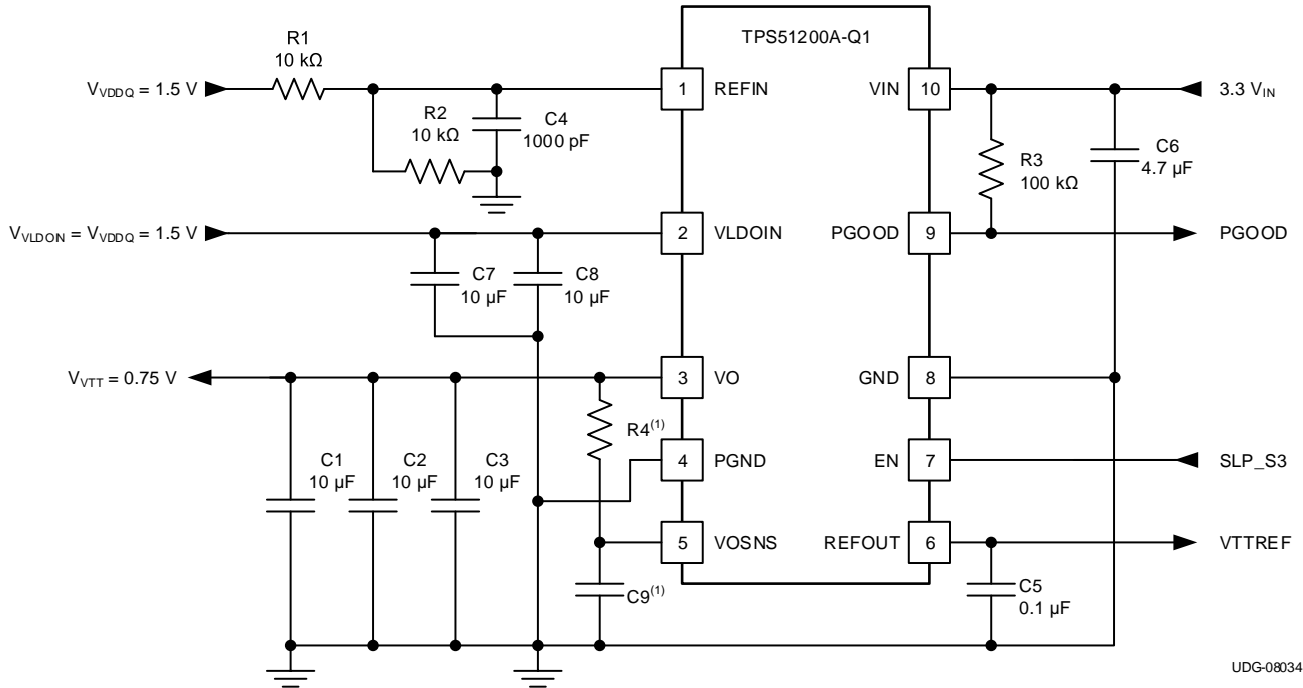 TPS51200A-Q1
R1
10 kΩ
V_VDDQ = 1.5 V
1
REFIN
VIN
10
3.3 V_IN
R2
10 kΩ
C4
1000 pF
R3
100 kΩ
C6
4.7 µF
V_VLDOIN = V_VDDQ = 1.5 V
2
VLDOIN
PGOOD
9
PGOOD
C7
10 µF
C8
10 µF
V_VTT = 0.75 V
3
VO
GND
8
R4(1)
4
PGND
EN
7
SLP_S3
C1
10 µF
C2
10 µF
C3
10 µF
5
VOSNS
REFOUT
6
VTTREF
C9(1)
C5
0.1 µF
UDG-08034